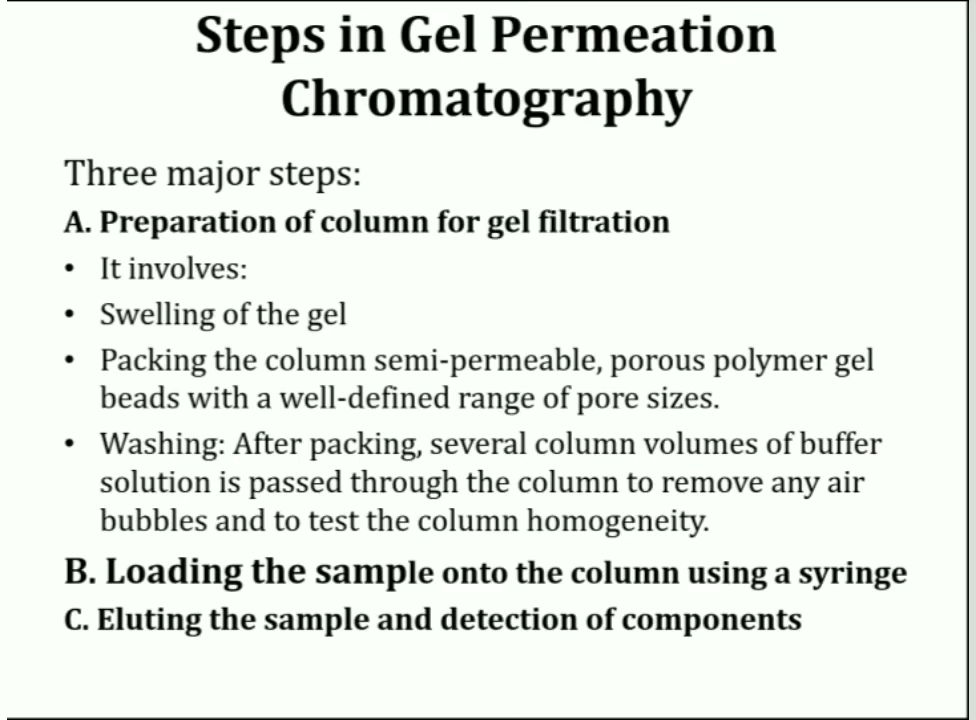 Steps in Gel Permeation
Chromatography
Three major steps:
A. Preparation of column for gel filtration
• It involves:
• Swelling of the gel
• Packing the column semi-permeable, porous polymer gel
beads with a well-defined range of pore sizes.
• Washing: After packing, several column volumes of buffer
solution is passed through the column to remove any air
bubbles and to test the column homogeneity.
B. Loading the sample onto the column using a syringe
C. Eluting the sample and detection of components